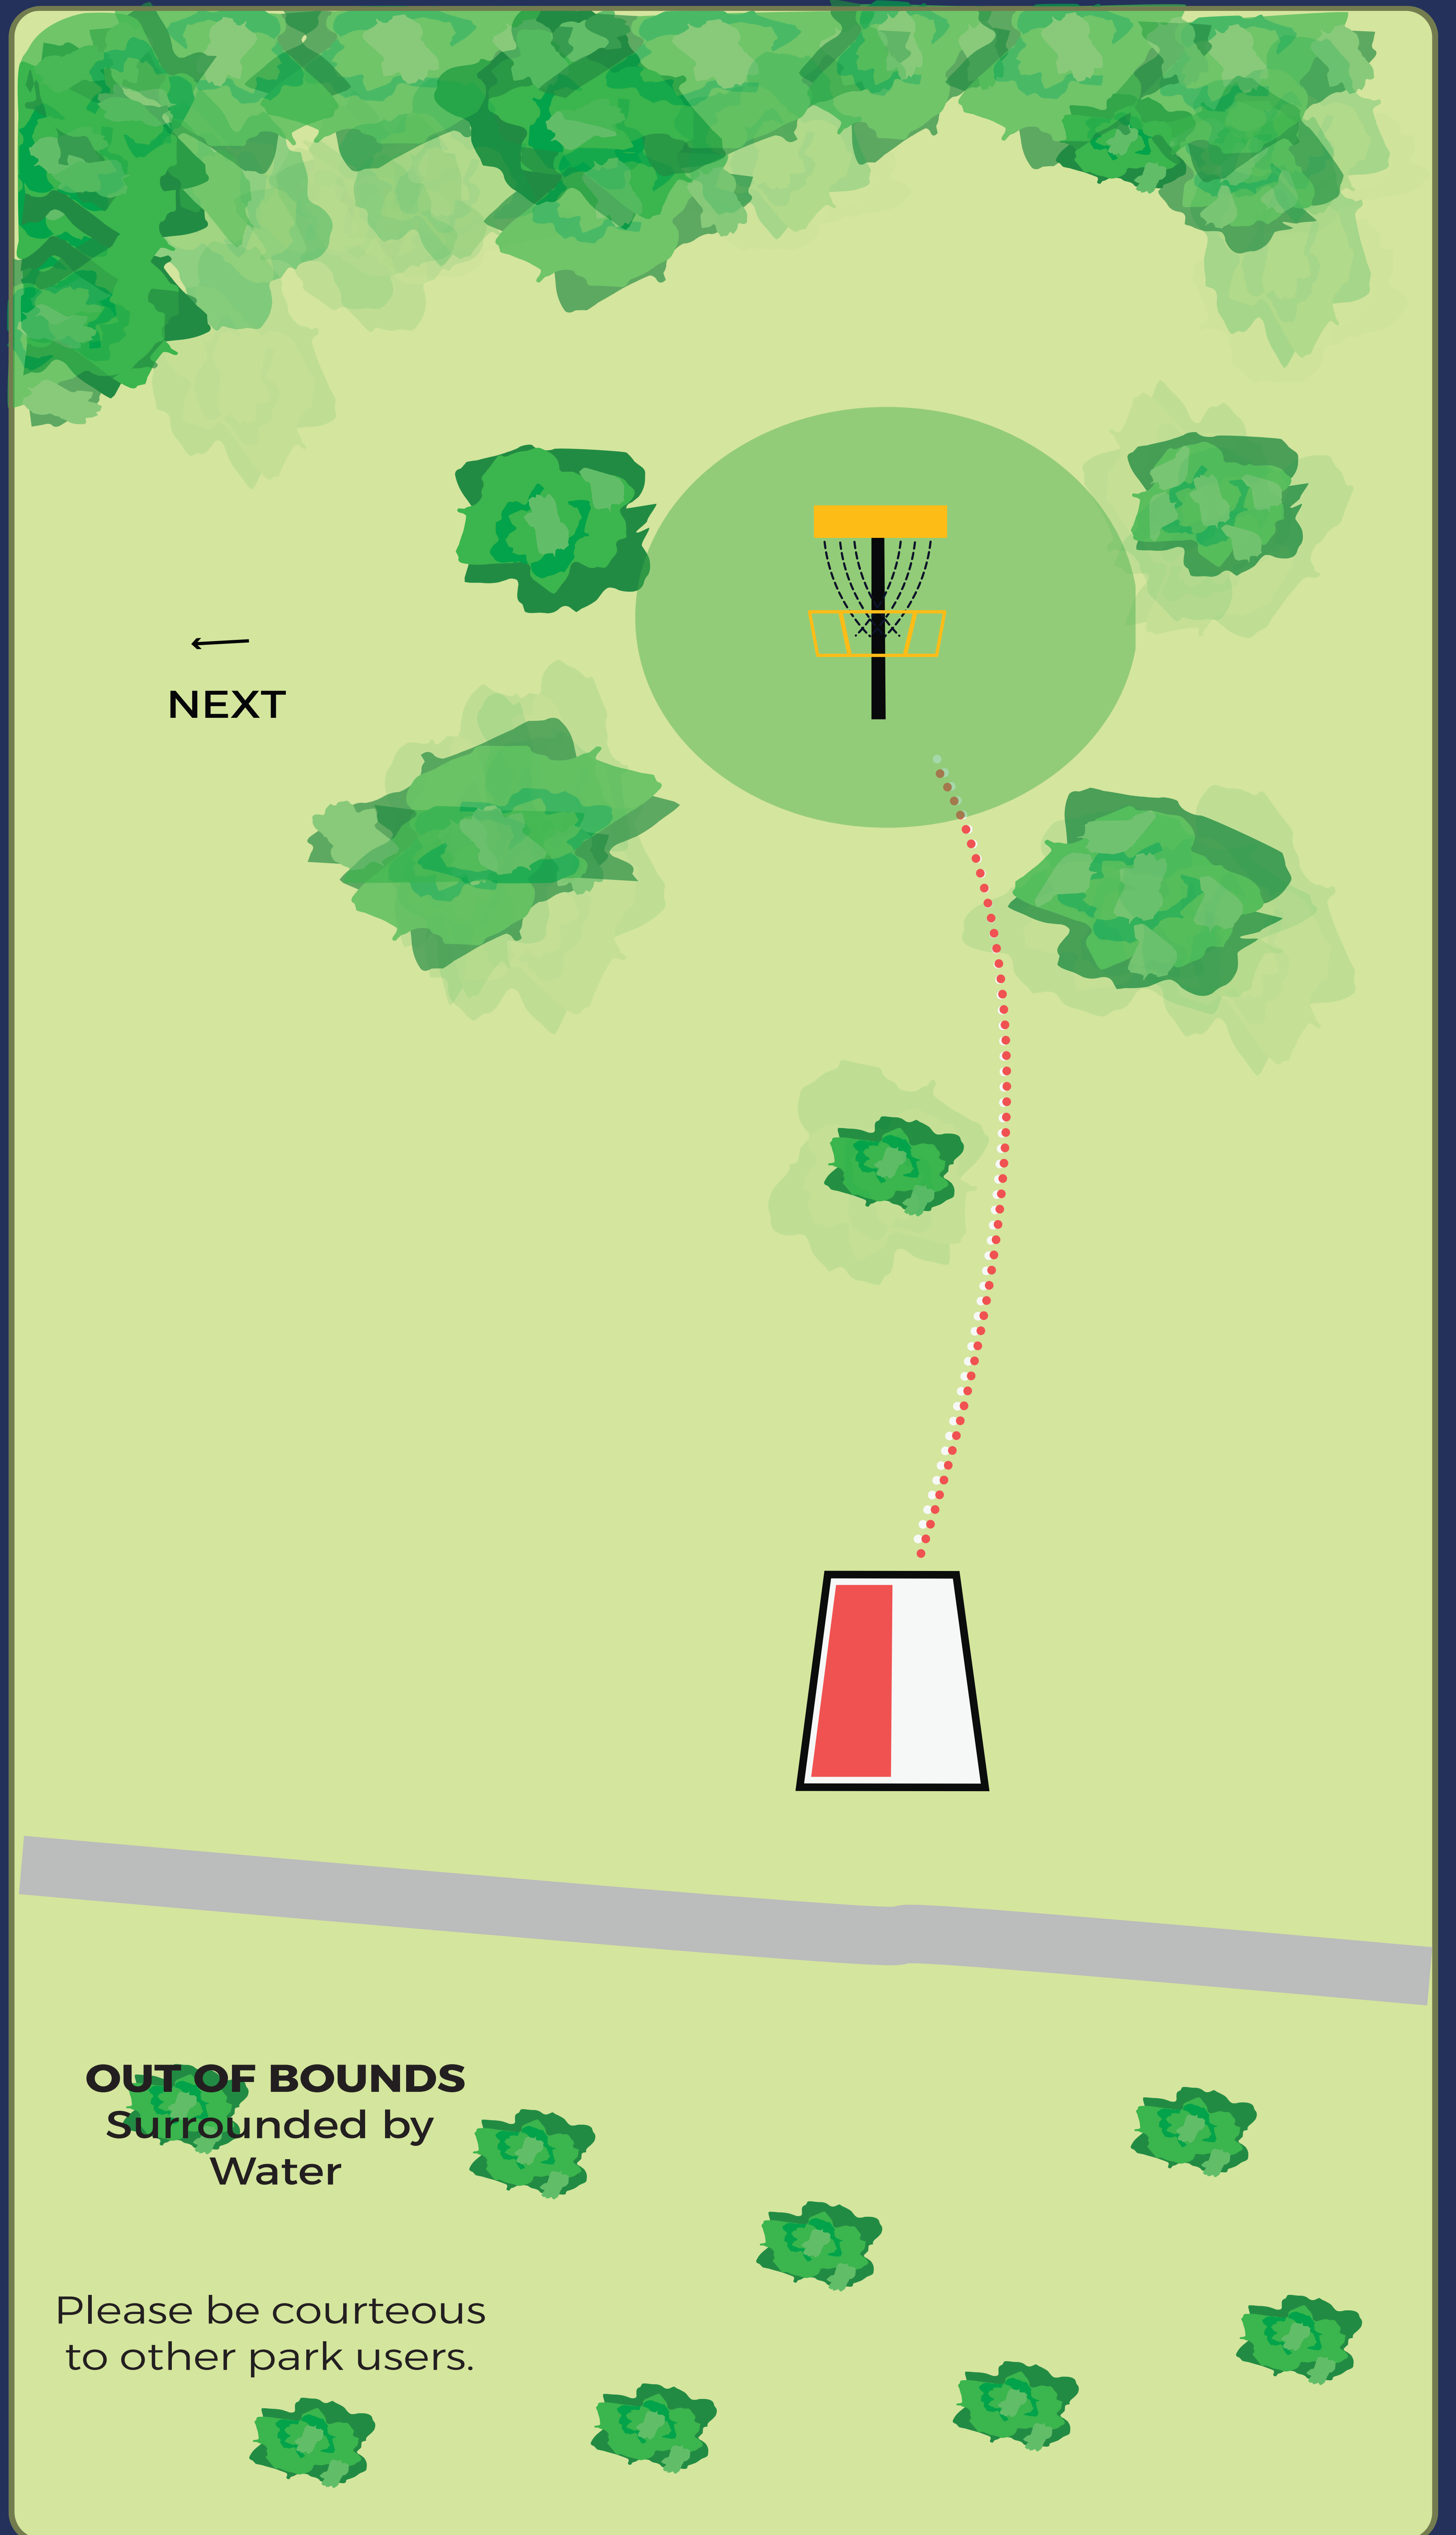 NEXT
OUT OF BOUNDS
Surrounded by
Water
Please be courteous
to other park users.